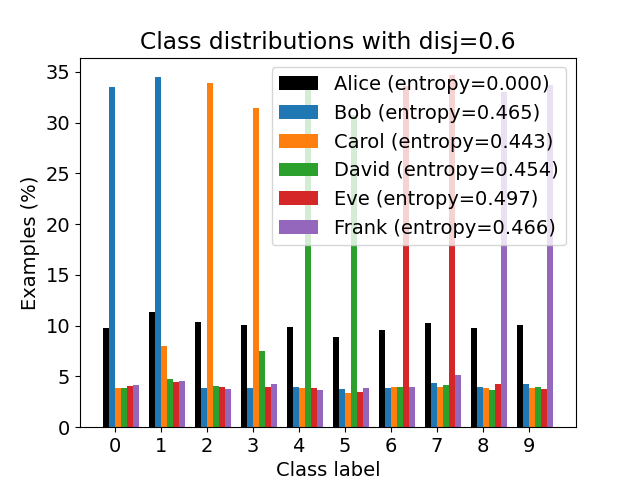 Class distributions with disj=0.6
Examples (%)
35
30
25
20
15
10
5
0
Alice (entropy=0.000)
Bob (entropy=0.465)
Carol (entropy=0.443)
David (entropy=0.454)
Eve (entropy=0.497)
Frank (entropy=0.466)
0 1 2 3 4 5 6 7 8 9
Class label